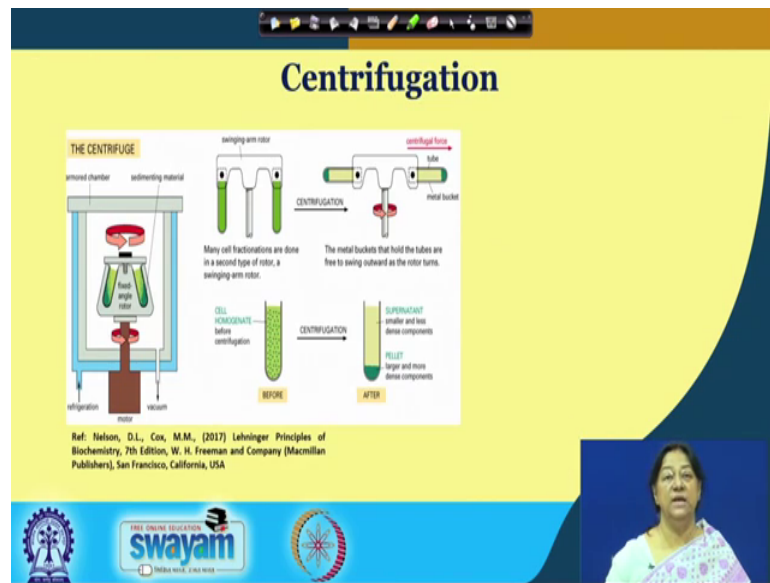 Centrifugation
THE CENTRIFUGE
armored chamber
sedimenting material
fixed-
angle
rotor
refrigeration
motor
vacuum
swinging-arm rotor
CENTRIFUGATION
centrifugal force
tube
metal bucket
Many cell fractionations are done
in a second type of rotor, a
swinging-arm rotor.
The metal buckets that hold the tubes are
free to swing outward as the rotor turns.
CELL
HOMOGENATE
before
centrifugation
BEFORE
CENTRIFUGATION
SUPERNATANT
smaller and less
dense components
PELLET
larger and more
dense components
AFTER
Ref: Nelson, D.L., Cox, M.M., (2017) Lehninger Principles of
Biochemistry, 7th Edition, W. H. Freeman and Company (Macmillan
Publishers), San Francisco, California, USA
FREE ONLINE EDUCATION
swayam